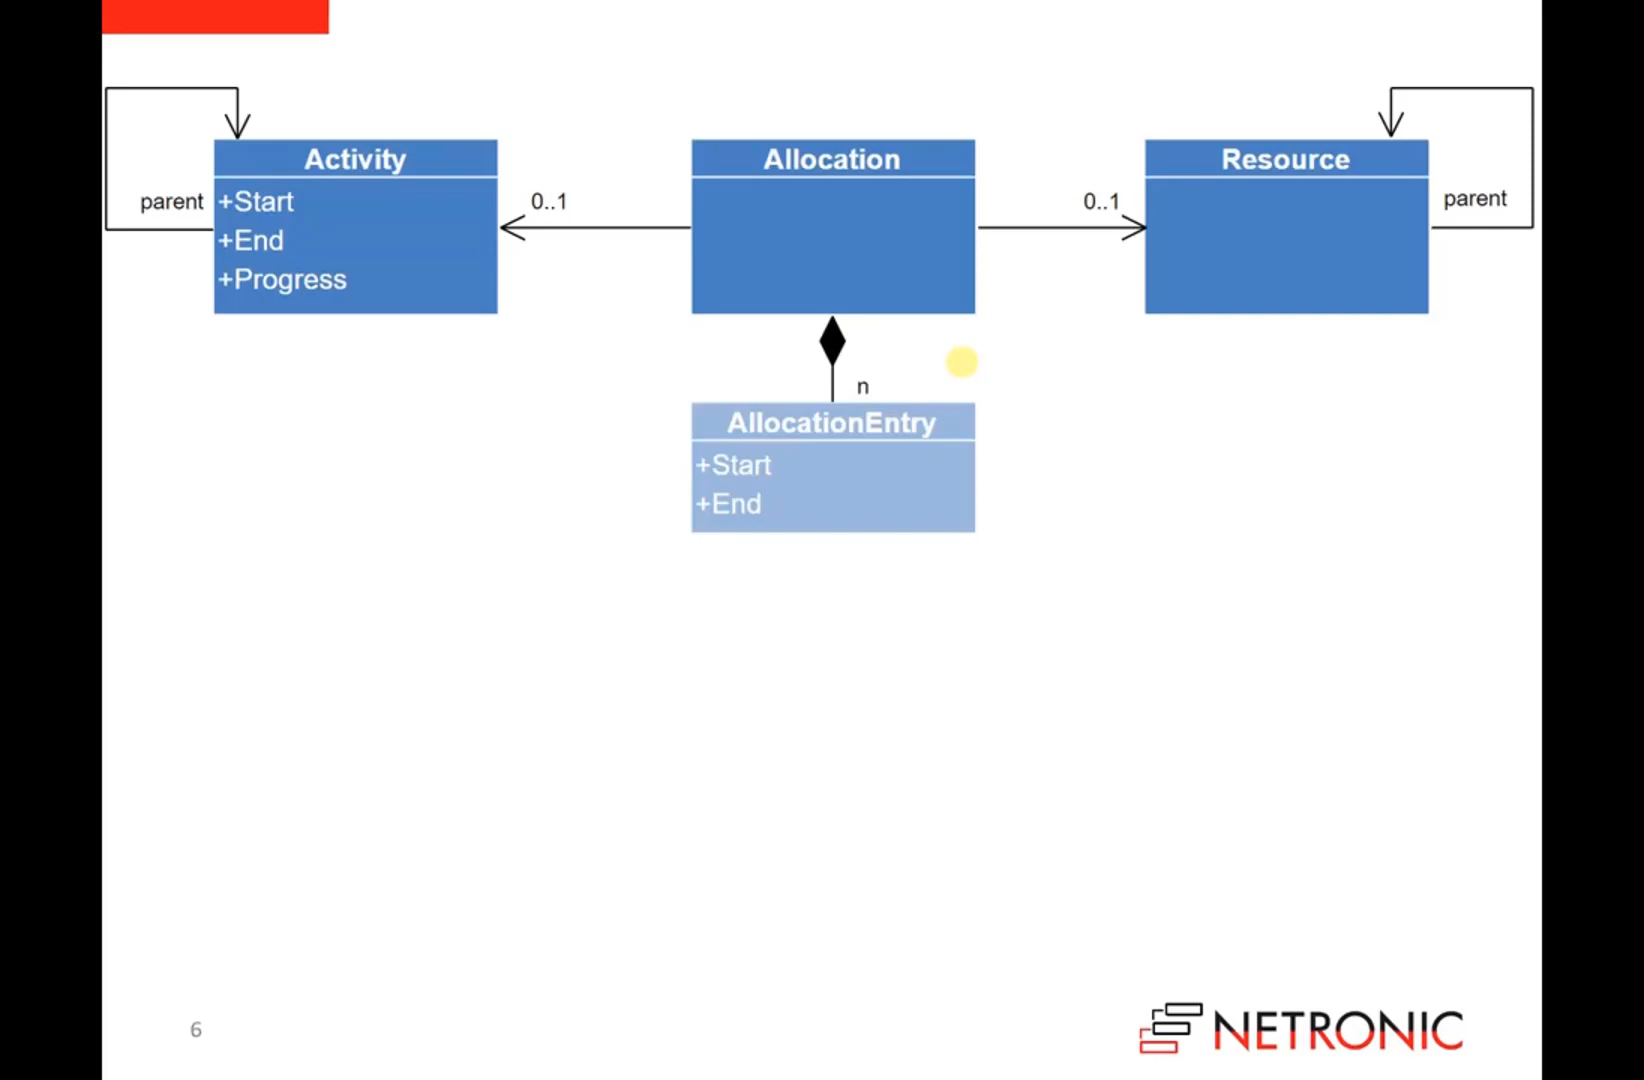 Activity
parent
+Start
+End
+Progress
0..1
Allocation
0..1
Resource
parent
n
AllocationEntry
+Start
+End
6
NETRONIC